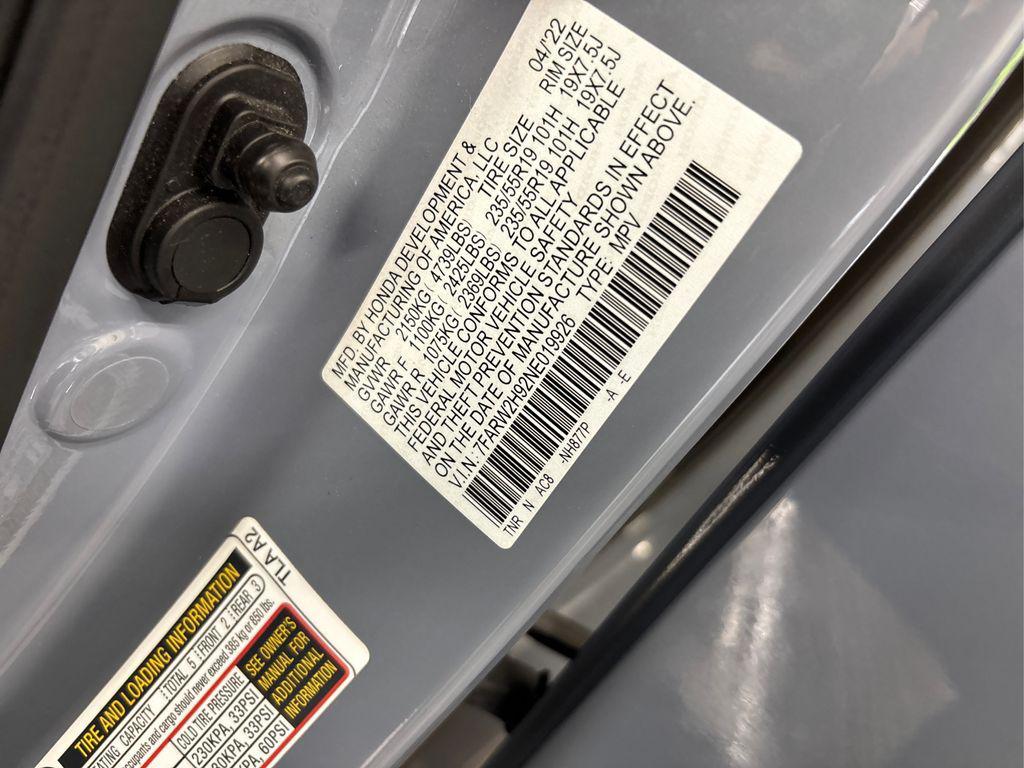 04/22
MFD. BY HONDA DEVELOPMENT &
MANUFACTURING OF AMERICA, LLC
GVWR 2150KG ( 4739LBS) TIRE SIZE RIM SIZE
GAWR F 1100KG ( 2425LBS) 235/55R19 101H 19X7.5J
GAWR R 1075KG ( 2369LBS) 235/55R19 101H 19X7.5J
THIS VEHICLE CONFORMS TO ALL APPLICABLE
FEDERAL MOTOR VEHICLE SAFETY
AND THEFT PREVENTION STANDARDS IN EFFECT
ON THE DATE OF MANUFACTURE SHOWN ABOVE.
V.I.N.: 7FARW2H92NE019926 TYPE: MPV
TNR N AC8 -NH877P -A -E
TLA A2
TIRE AND LOADING INFORMATION
CAPACITY TOTAL 5 FRONT 2 REAR 3
and cargo should never exceed 385 kg or 850 lbs.
COLD TIRE PRESSURE
230KPA, 33PSI
33PSI
60PSI
SEE OWNER'S
MANUAL FOR
ADDITIONAL
INFORMATION